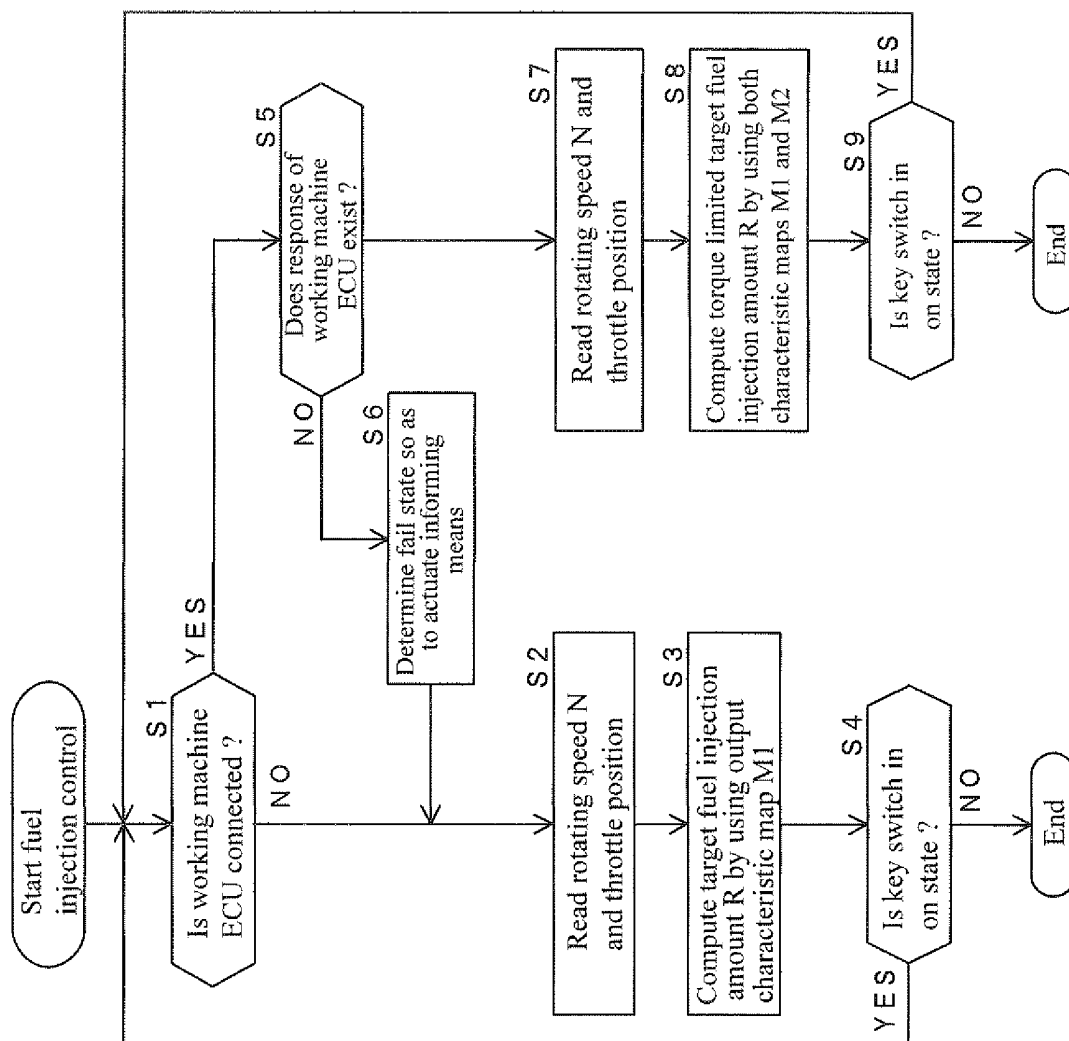 Start fuel
injection control
S1
Is working machine
ECU connected ?
YES
NO
S2
Read rotating speed N
and throttle position
S3
Compute target fuel injection
amount R by using output
characteristic map M1
S4
Is key switch in
on state ?
YES
NO
End
S5
Does response of
working machine
ECU exist ?
NO
S6
Determine fail state so as
to actuate informing
means
S7
Read rotating speed N and
throttle position
S8
Compute torque limited target fuel
injection amount R by using both
characteristic maps M1 and M2
S9
Is key switch in
on state ?
YES
NO
End